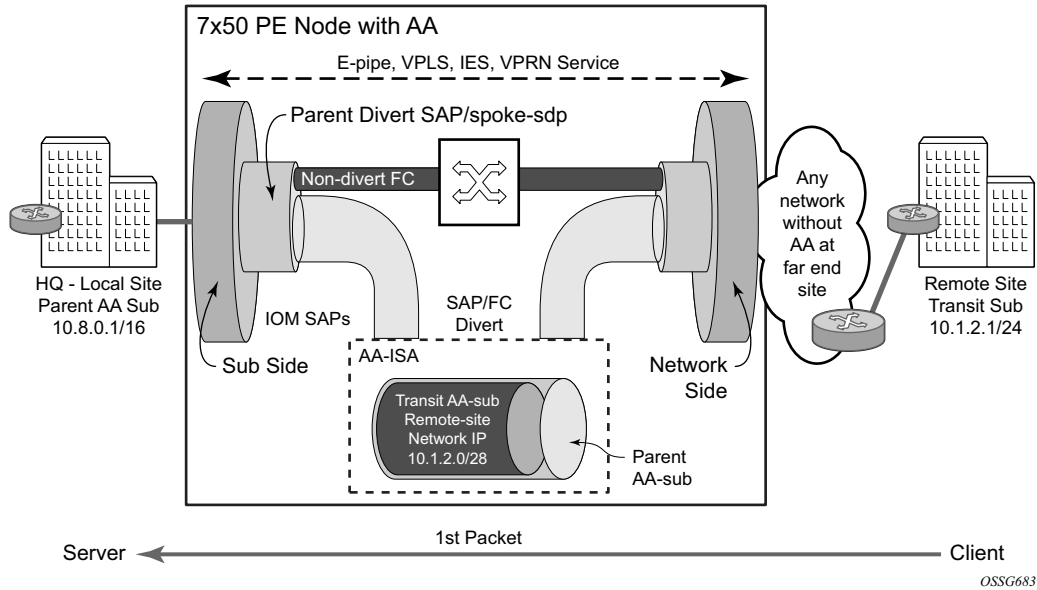 7x50 PE Node with AA
E-pipe, VPLS, IES, VPRN Service
Parent Divert SAP/spoke-sdp
Non-divert FC
Any
network
without
AA at
far end
site
HQ - Local Site
Parent AA Sub
10.8.0.1/16
Remote Site
Transit Sub
10.1.2.1/24
IOM SAPs
SAP/FC
Divert
Sub Side
AA-ISA
Network
Side
Transit AA-sub
Remote-site
Network IP
10.1.2.0/28
Parent
AA-sub
1st Packet
Server
Client
OSSG683